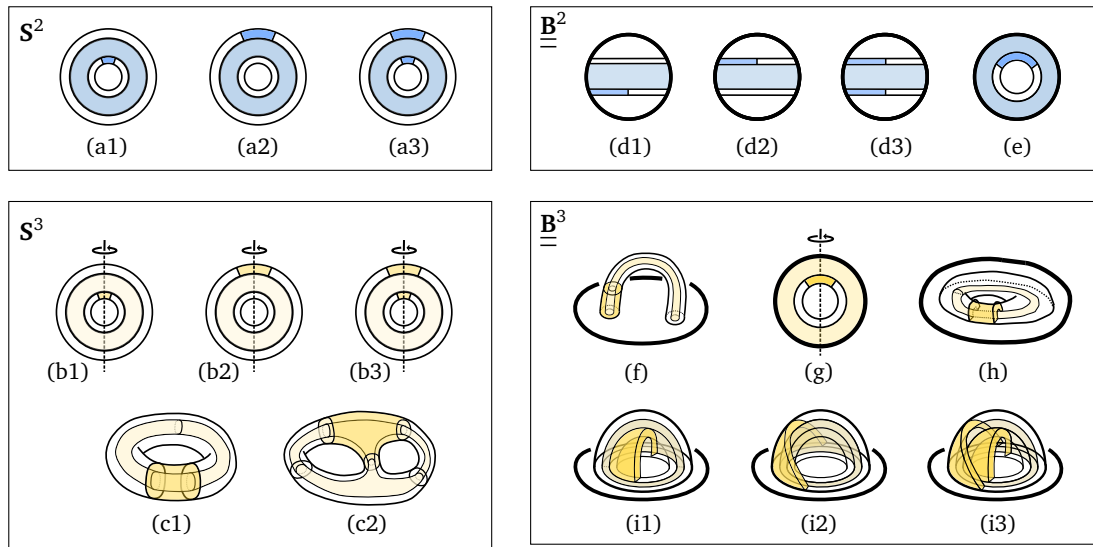 S²
(a1) (a2) (a3)
B²
(d1) (d2) (d3) (e)
S³
(b1) (b2) (b3)
(c1) (c2)
B³
(f) (g) (h)
(i1) (i2) (i3)